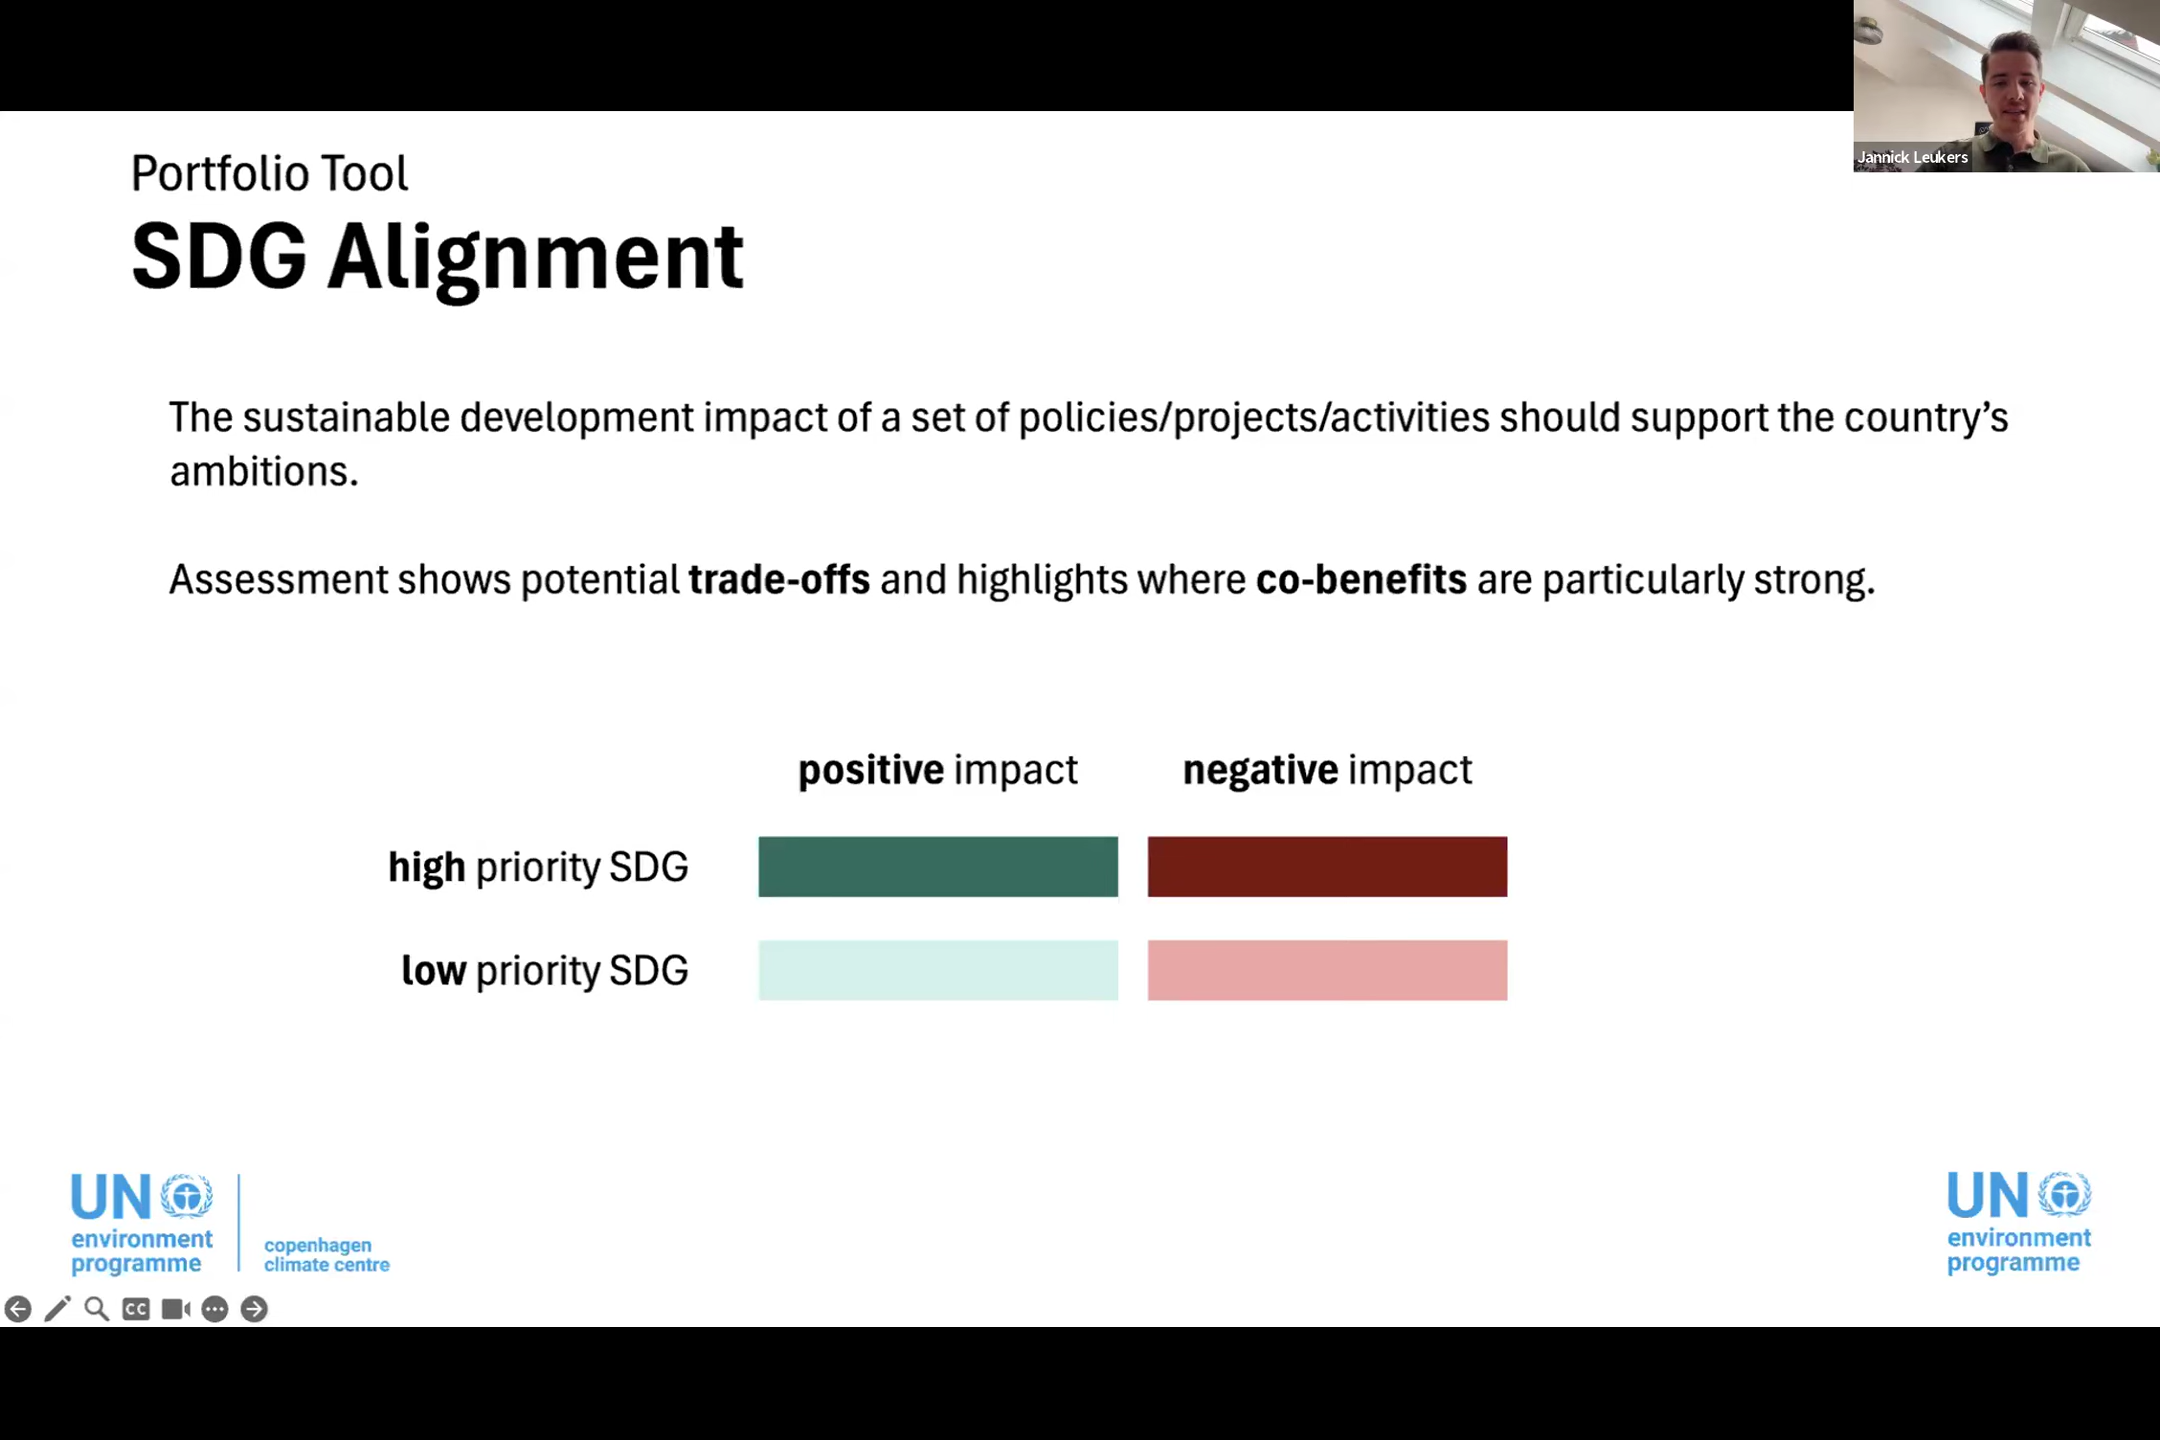 Jannick Leukers
Portfolio Tool
SDG Alignment
The sustainable development impact of a set of policies/projects/activities should support the country’s
ambitions.
Assessment shows potential trade-offs and highlights where co-benefits are particularly strong.
positive impact negative impact
high priority SDG
low priority SDG
UN
environment
programme
copenhagen
climate centre
UN
environment
programme
CC